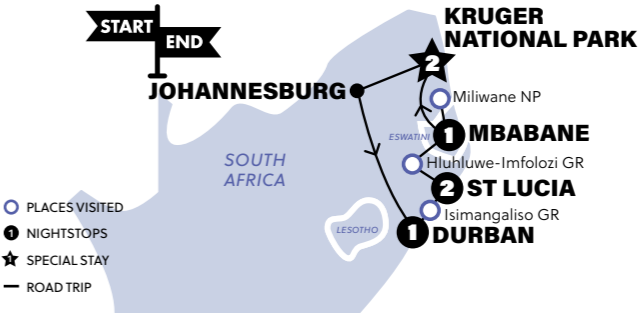 START
END
KRUGER
NATIONAL PARK
2
JOHANNESBURG
Miliwane NP
ESWATINI
1 MBABANE
Hluhluwe-Imfolozi GR
SOUTH
AFRICA
2 ST LUCIA
Isimangaliso GR
LESOTHO
1 DURBAN
PLACES VISITED
1 NIGHTSTOPS
1 SPECIAL STAY
ROAD TRIP